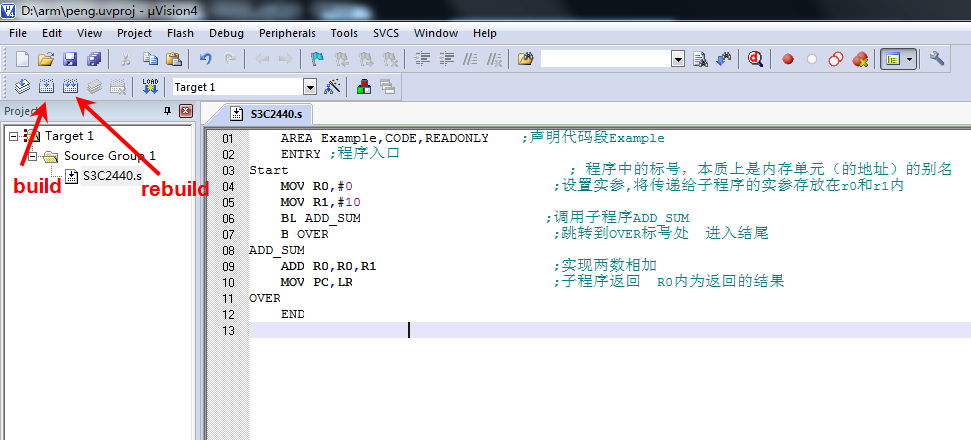 D:\arm\peng.uvproj - µVision4
File Edit View Project Flash Debug Peripherals Tools SVCS Window Help
LOAD Target 1
Project
S3C2440.s
Target 1
Source Group 1
S3C2440.s
build
rebuild
01 AREA Example,CODE,READONLY ;声明代码段Example
02 ENTRY ;程序入口
03 Start ; 程序中的标号，本质上是内存单元（的地址）的别名
04 MOV R0,#0 ;设置实参,将传递给子程序的实参存放在r0和r1内
05 MOV R1,#10
06 BL ADD_SUM ;调用子程序ADD_SUM
07 B OVER ;跳转到OVER标号处 进入结尾
08 ADD_SUM
09 ADD R0,R0,R1 ;实现两数相加
10 MOV PC,LR ;子程序返回 R0内为返回的结果
11 OVER
12 END
13